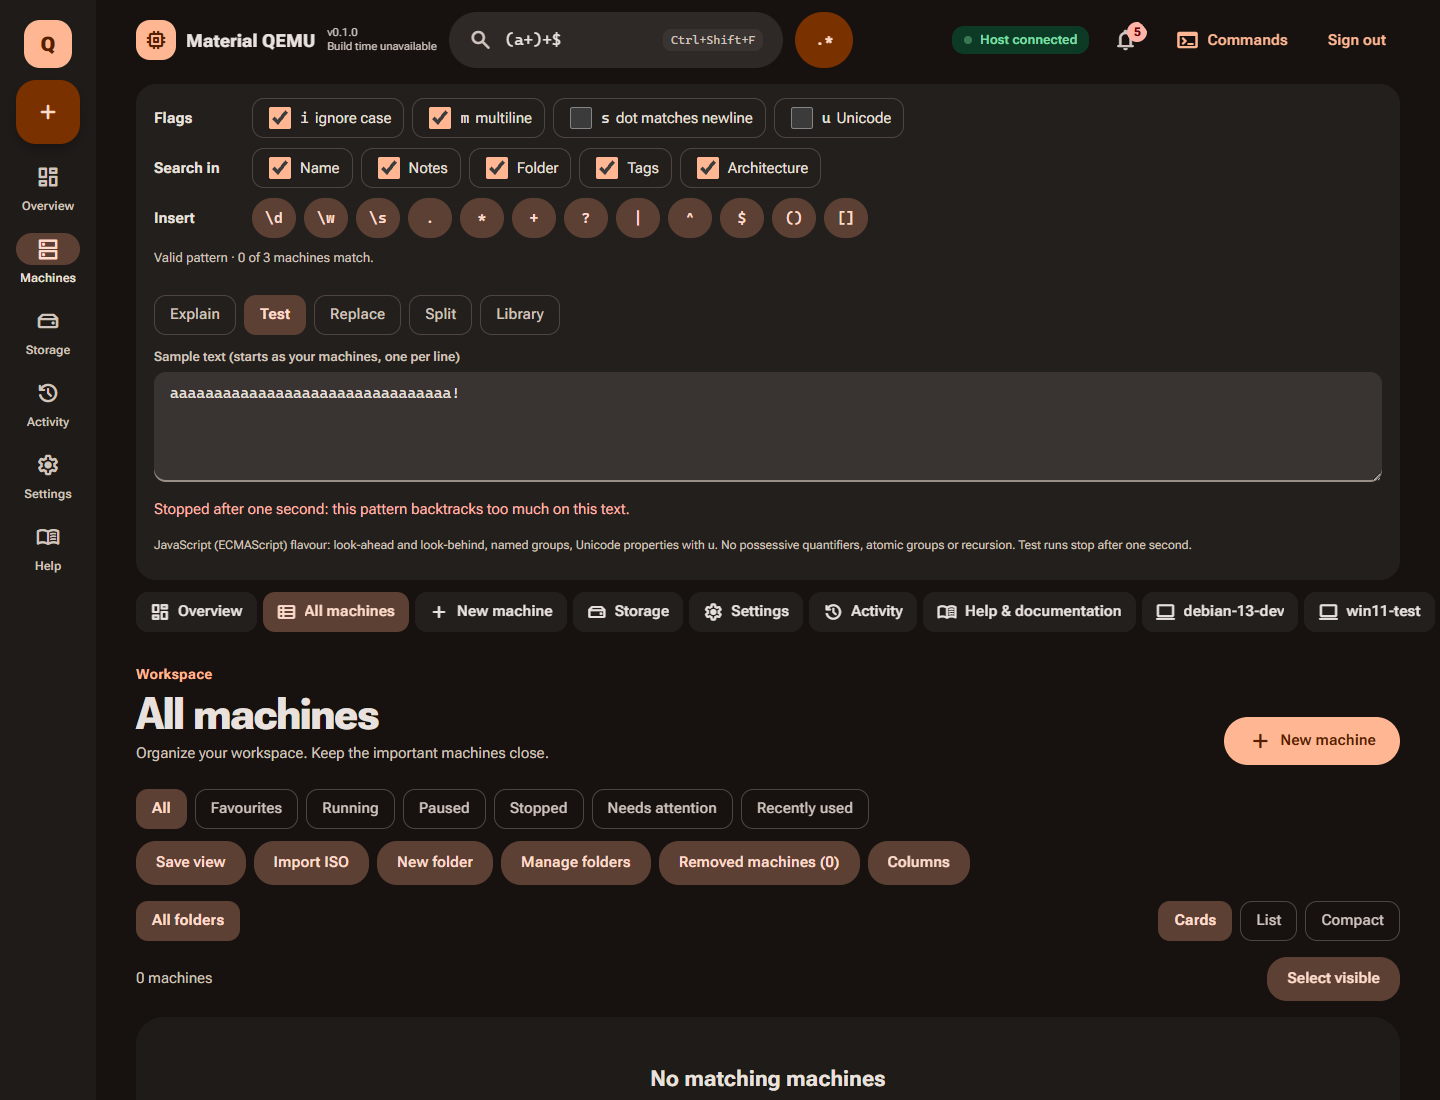 Q
Material QEMU
v0.1.0
Build time unavailable
(a+)+$
Ctrl+Shift+F
.*
Host connected
5
Commands
Sign out
+
Overview
Machines
Storage
Activity
Settings
Help
Flags
i ignore case
m multiline
s dot matches newline
u Unicode
Search in
Name
Notes
Folder
Tags
Architecture
Insert
\d
\w
\s
.
*
+
?
|
^
$
()
[]
Valid pattern · 0 of 3 machines match.
Explain
Test
Replace
Split
Library
Sample text (starts as your machines, one per line)
aaaaaaaaaaaaaaaaaaaaaaaaaaaaaaaa!
Stopped after one second: this pattern backtracks too much on this text.
JavaScript (ECMAScript) flavour: look-ahead and look-behind, named groups, Unicode properties with u. No possessive quantifiers, atomic groups or recursion. Test runs stop after one second.
Overview
All machines
+ New machine
Storage
Settings
Activity
Help & documentation
debian-13-dev
win11-test
Workspace
All machines
Organize your workspace. Keep the important machines close.
+ New machine
All
Favourites
Running
Paused
Stopped
Needs attention
Recently used
Save view
Import ISO
New folder
Manage folders
Removed machines (0)
Columns
All folders
Cards
List
Compact
0 machines
Select visible
No matching machines